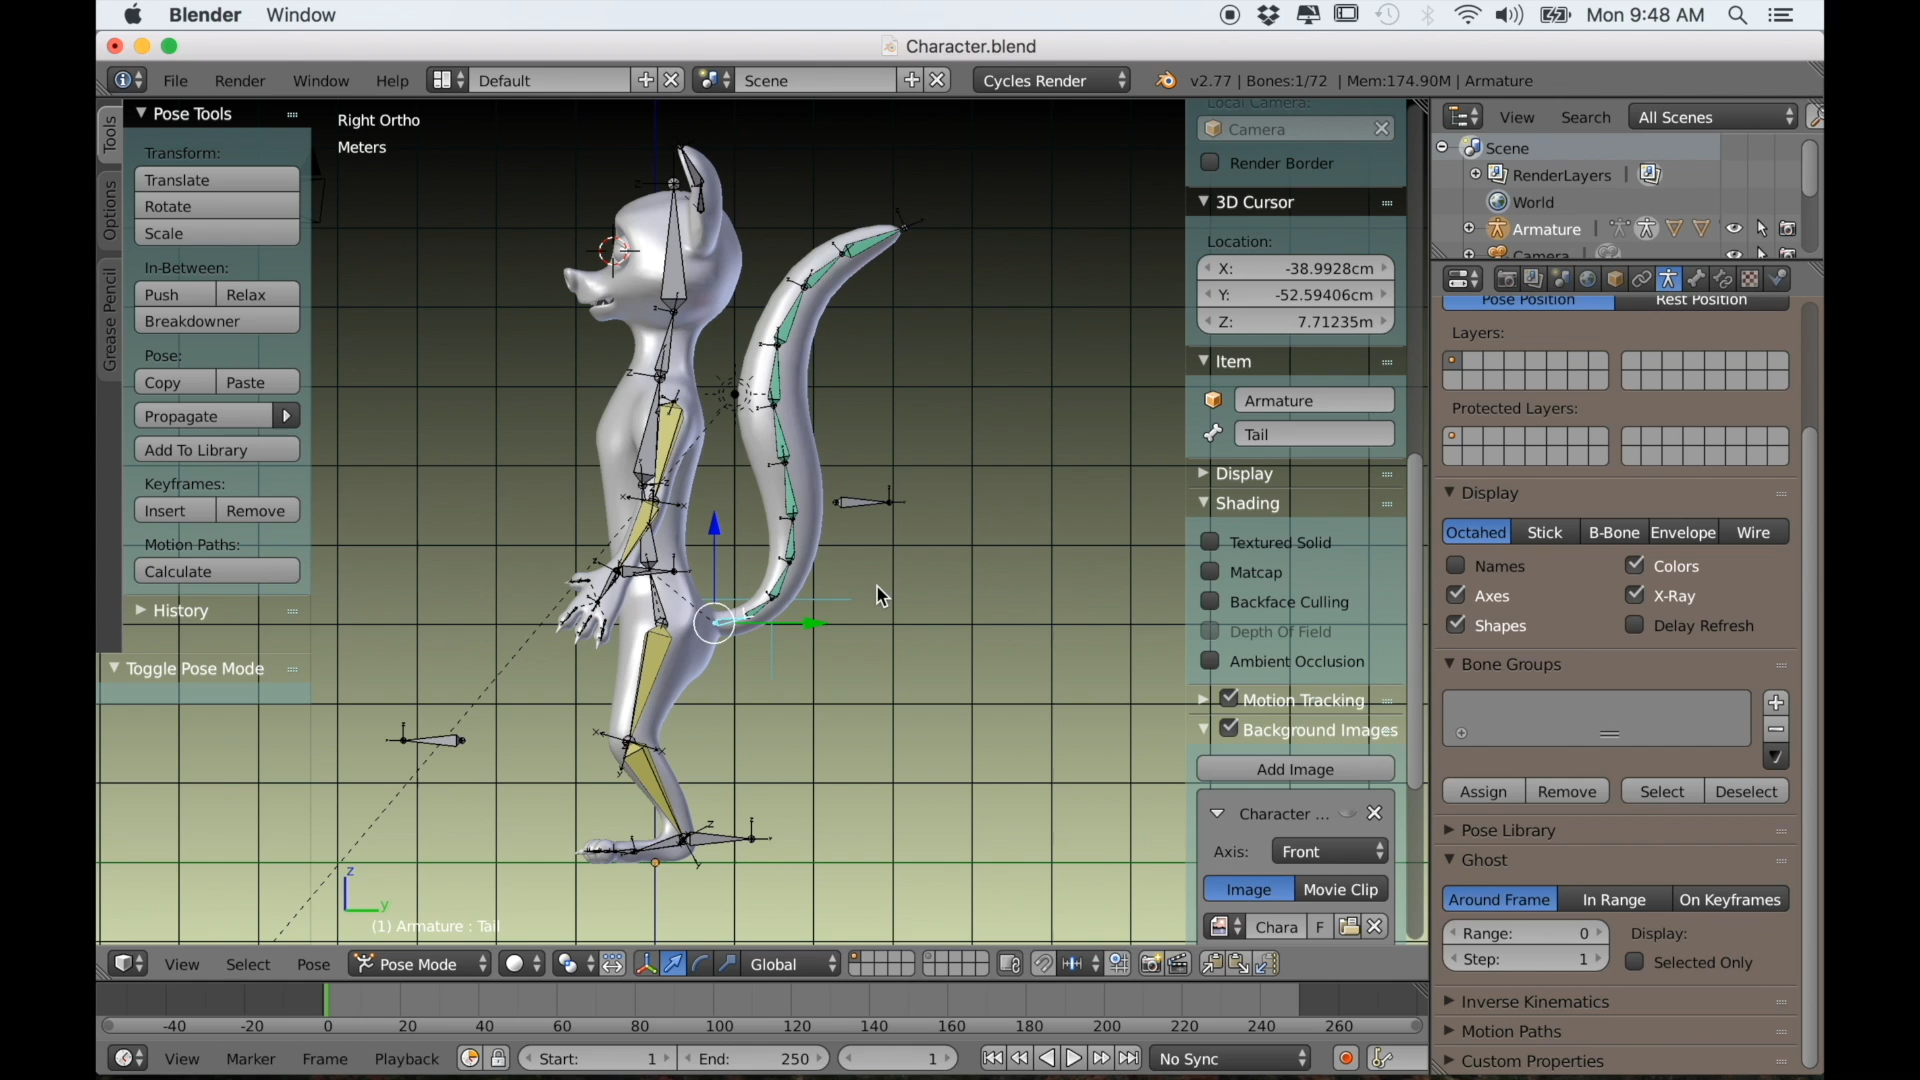 Blender Window Mon 9:48 AM
Character.blend
File Render Window Help Default Scene Cycles Render v2.77 | Bones:1/72 | Mem:174.90M | Armature
Tools
Options
Grease Pencil
Pose Tools
Transform:
Translate
Rotate
Scale
In-Between:
Push Relax
Breakdowner
Pose:
Copy Paste
Propagate
Add To Library
Keyframes:
Insert Remove
Motion Paths:
Calculate
History
Toggle Pose Mode
Right Ortho
Meters
z
y
(1) Armature : Tail
Local Camera:
Camera
Render Border
3D Cursor
Location:
X: -38.9928cm
Y: -52.59406cm
Z: 7.71235m
Item
Armature
Tail
Display
Shading
Textured Solid
Matcap
Backface Culling
Depth Of Field
Ambient Occlusion
Motion Tracking
Background Images
Add Image
Character ...
Axis: Front
Image Movie Clip
Chara F
View Search All Scenes
Scene
RenderLayers |
World
Armature
Camera
Pose Position Rest Position
Layers:
Protected Layers:
Display
Octahed Stick B-Bone Envelope Wire
Names Colors
Axes X-Ray
Shapes Delay Refresh
Bone Groups
Assign Remove Select Deselect
Pose Library
Ghost
Around Frame In Range On Keyframes
Range: 0 Display:
Step: 1 Selected Only
Inverse Kinematics
Motion Paths
Custom Properties
View Select Pose Pose Mode Global
-40 -20 0 20 40 60 80 100 120 140 160 180 200 220 240 260
View Marker Frame Playback Start: 1 End: 250 1 No Sync